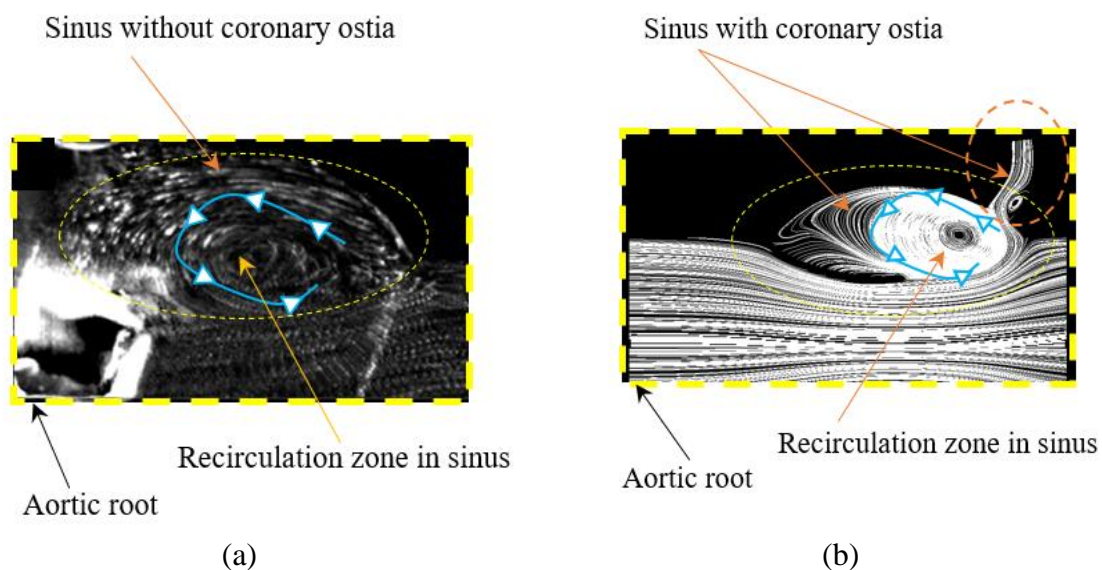 Sinus without coronary ostia
Sinus with coronary ostia
Recirculation zone in sinus
Recirculation zone in sinus
Aortic root
Aortic root
(a)
(b)